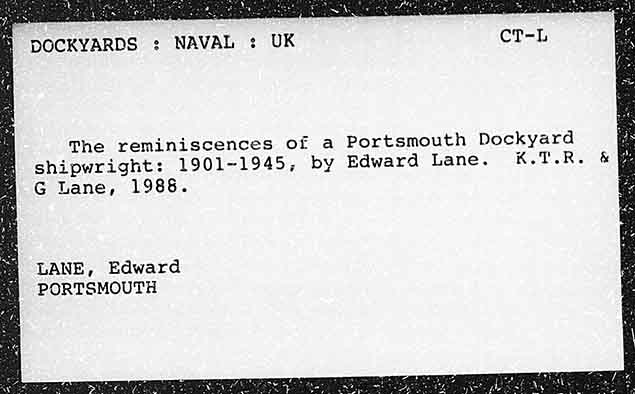 DOCKYARDS : NAVAL : UK CT-L
The reminiscences of a Portsmouth Dockyard
shipwright: 1901-1945, by Edward Lane. K.T.R. &
G Lane, 1988.
LANE, Edward
PORTSMOUTH